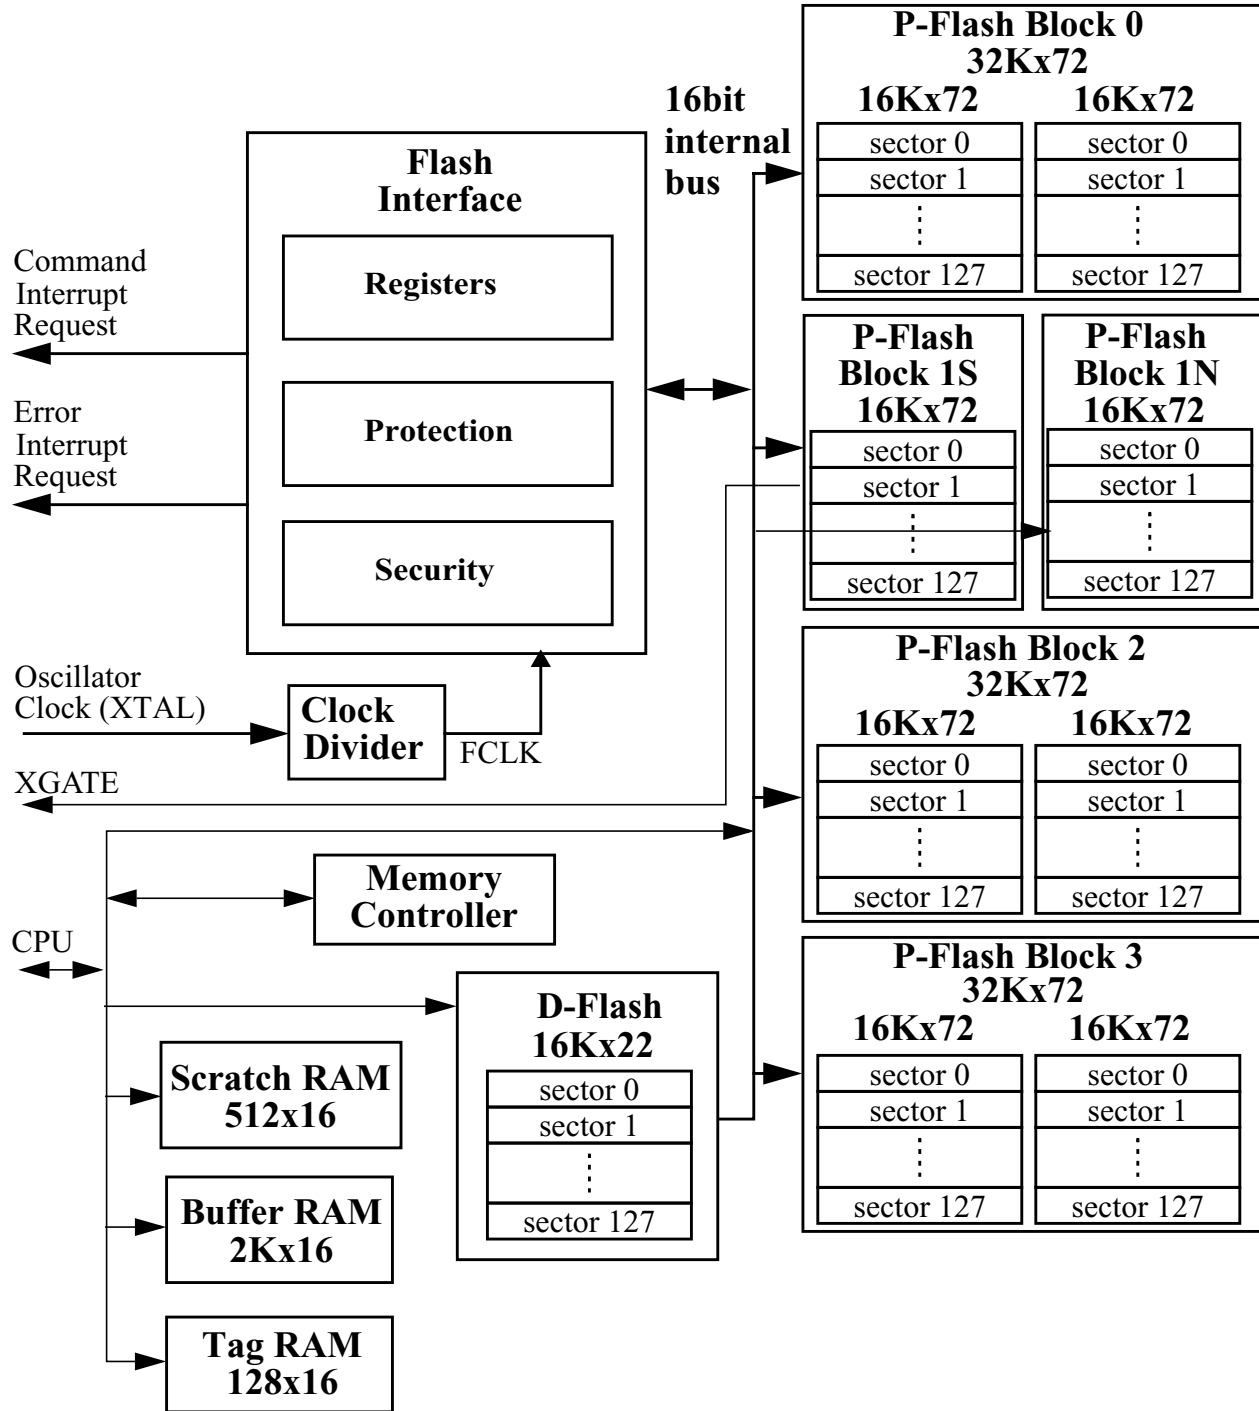 P-Flash Block 0
32Kx72
16Kx72 16Kx72
sector 0 sector 0
sector 1 sector 1
sector 127 sector 127
16bit
internal
bus
Flash
Interface
Registers
Protection
Security
Command
Interrupt
Request
Error
Interrupt
Request
P-Flash
Block 1S
16Kx72
sector 0
sector 1
sector 127
P-Flash
Block 1N
16Kx72
sector 0
sector 1
sector 127
Oscillator
Clock (XTAL)
Clock
Divider
FCLK
XGATE
P-Flash Block 2
32Kx72
16Kx72 16Kx72
sector 0 sector 0
sector 1 sector 1
sector 127 sector 127
Memory
Controller
CPU
D-Flash
16Kx22
sector 0
sector 1
sector 127
P-Flash Block 3
32Kx72
16Kx72 16Kx72
sector 0 sector 0
sector 1 sector 1
sector 127 sector 127
Scratch RAM
512x16
Buffer RAM
2Kx16
Tag RAM
128x16